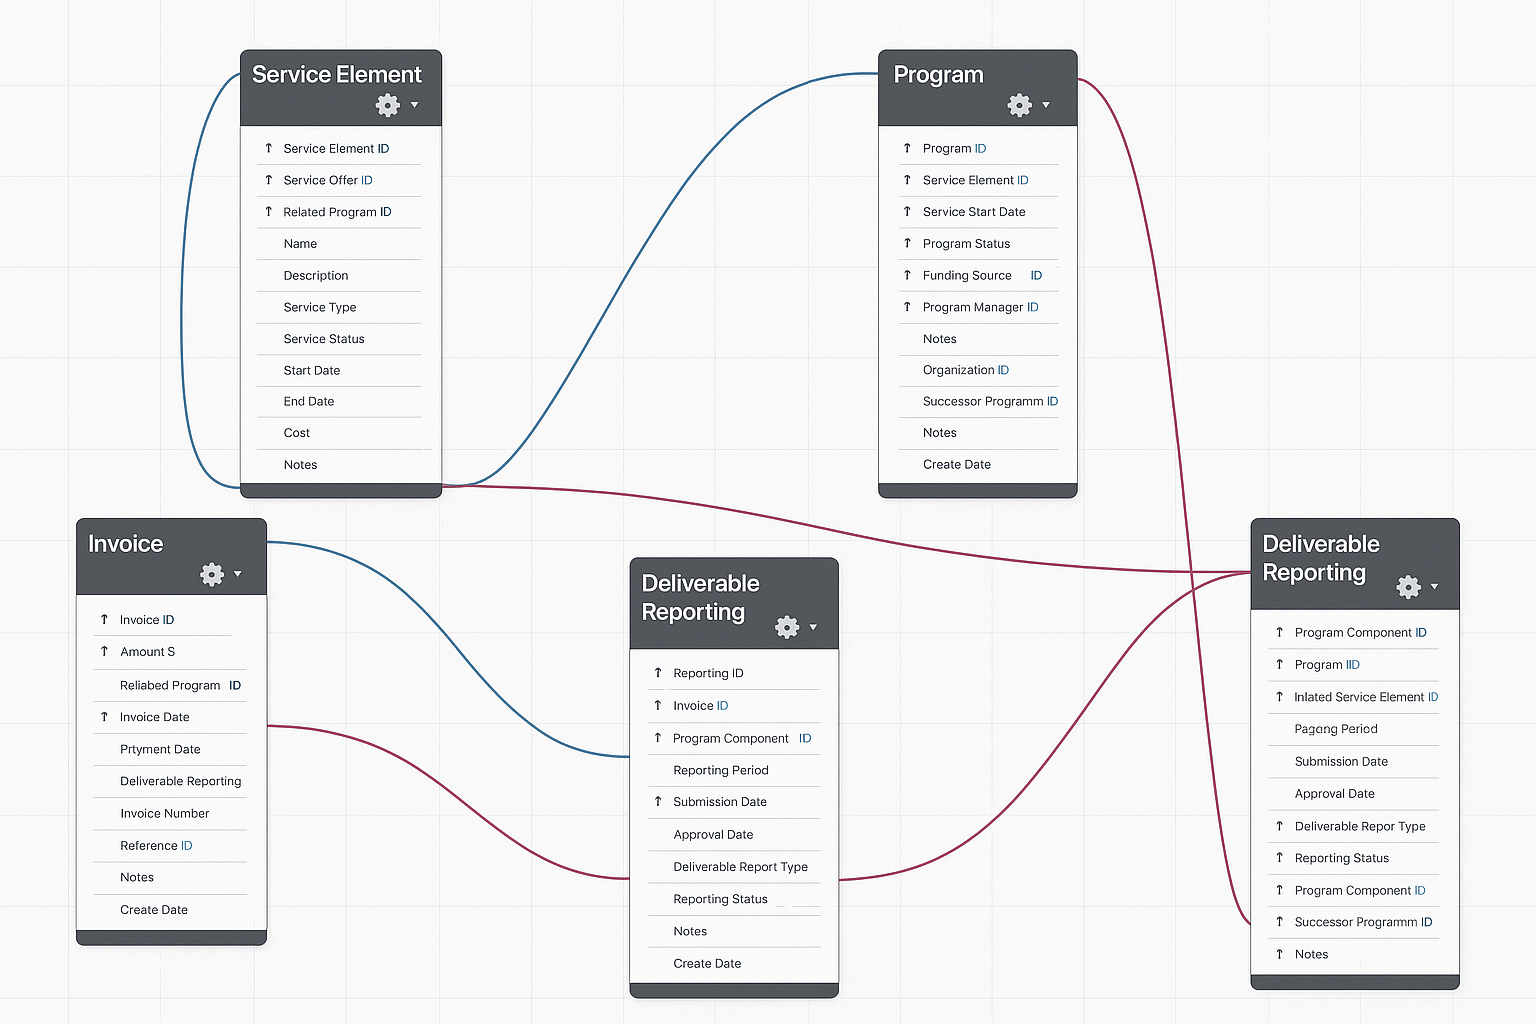 Service Element
Service Element ID
Service Offer ID
Related Program ID
Name
Description
Service Type
Service Status
Start Date
End Date
Cost
Notes
Program
Program ID
Service Element ID
Service Start Date
Program Status
Funding Source ID
Program Manager ID
Notes
Organization ID
Successor Programm ID
Notes
Create Date
Invoice
Invoice ID
Amount S
Reliabed Program ID
Invoice Date
Prtyment Date
Deliverable Reporting
Invoice Number
Reference ID
Notes
Create Date
Deliverable
Reporting
Reporting ID
Invoice ID
Program Component ID
Reporting Period
Submission Date
Approval Date
Deliverable Report Type
Reporting Status
Notes
Create Date
Deliverable
Reporting
Program Component ID
Program IID
Inlated Service Element ID
Pagang Period
Submission Date
Approval Date
Deliverable Repor Type
Reporting Status
Program Component ID
Successor Programm ID
Notes